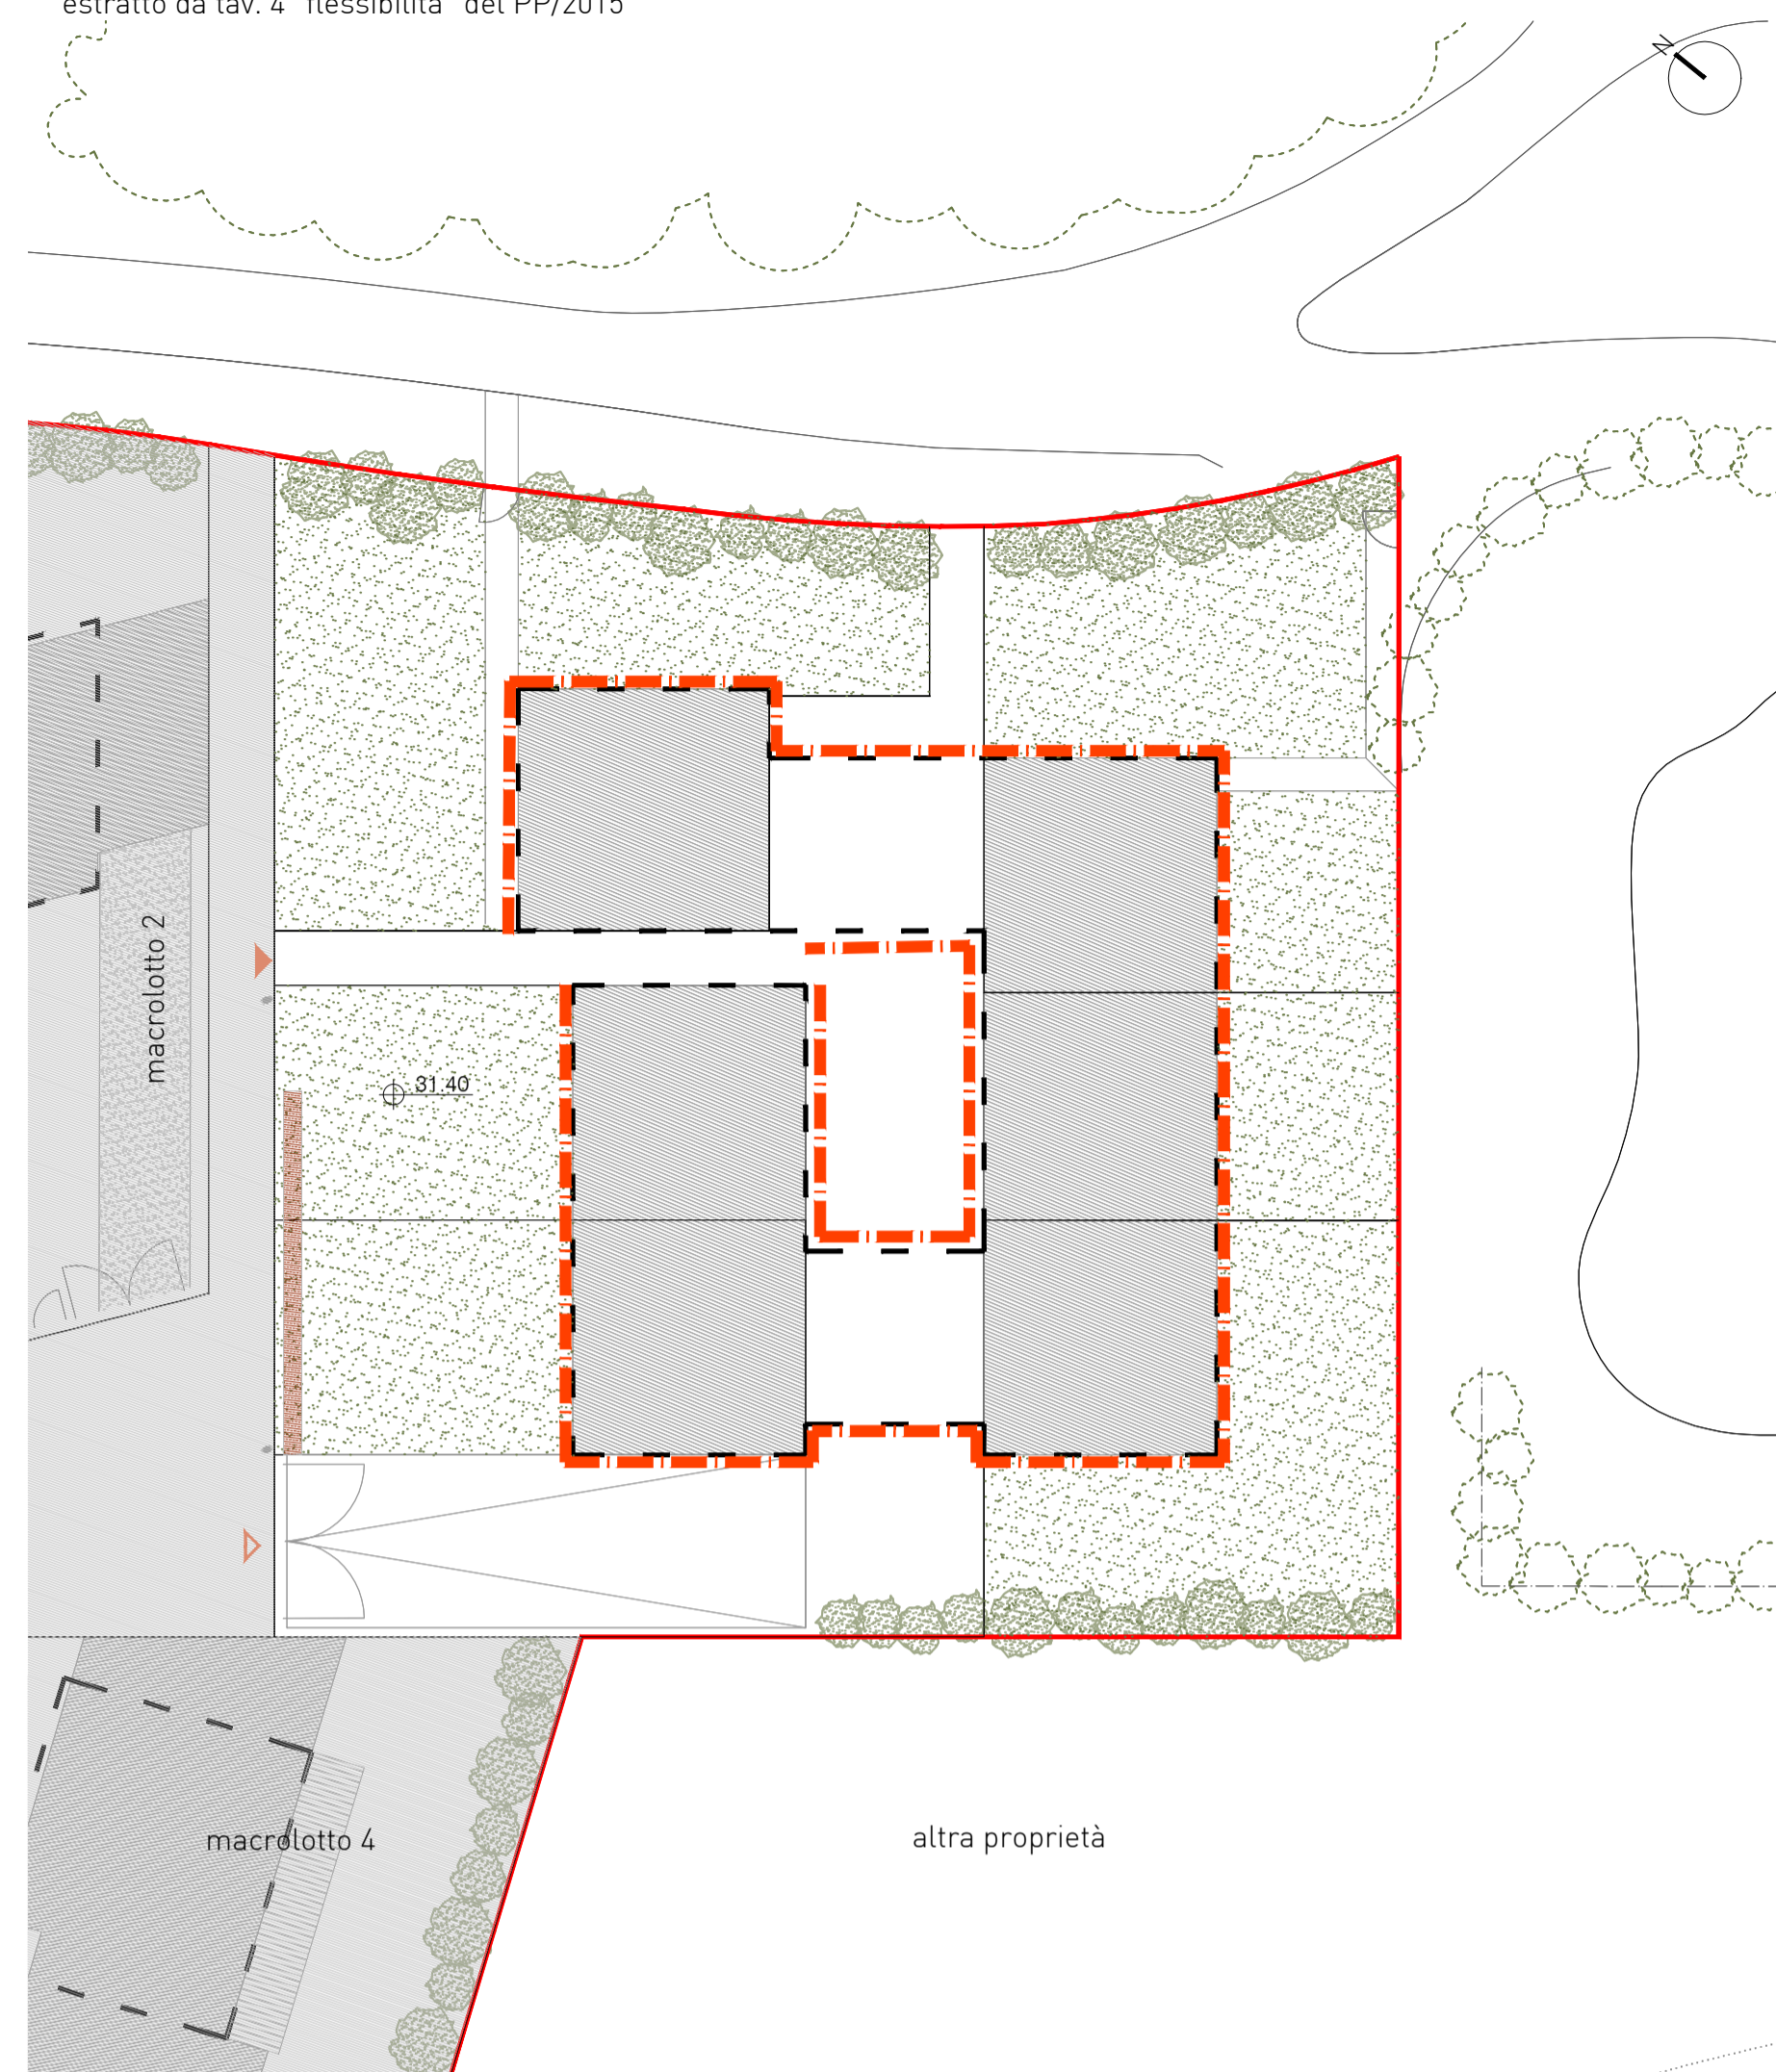 estratto da tav. 4 "flessibilità" del PP/2015
N
macrolotto 2
31.40
macrolotto 4
altra proprietà